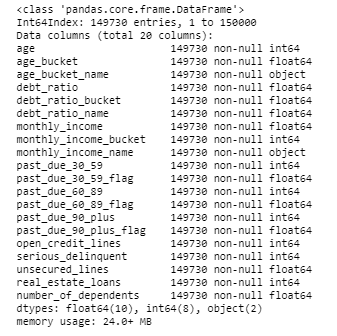 <class 'pandas.core.frame.DataFrame'>
Int64Index: 149730 entries, 1 to 150000
Data columns (total 20 columns):
age 149730 non-null int64
age_bucket 149730 non-null float64
age_bucket_name 149730 non-null object
debt_ratio 149730 non-null float64
debt_ratio_bucket 149730 non-null float64
debt_ratio_name 149730 non-null float64
monthly_income 149730 non-null float64
monthly_income_bucket 149730 non-null int64
monthly_income_name 149730 non-null object
past_due_30_59 149730 non-null int64
past_due_30_59_flag 149730 non-null float64
past_due_60_89 149730 non-null int64
past_due_60_89_flag 149730 non-null float64
past_due_90_plus 149730 non-null int64
past_due_90_plus_flag 149730 non-null float64
open_credit_lines 149730 non-null int64
serious_delinquent 149730 non-null int64
unsecured_lines 149730 non-null float64
real_estate_loans 149730 non-null int64
number_of_dependents 149730 non-null float64
dtypes: float64(10), int64(8), object(2)
memory usage: 24.0+ MB